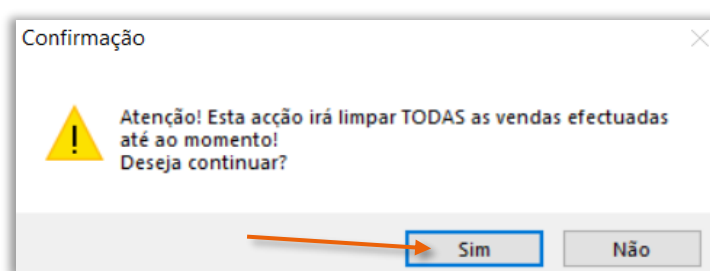 Confirmação
Atenção! Esta acção irá limpar TODAS as vendas efectuadas
até ao momento!
Deseja continuar?
Sim
Não